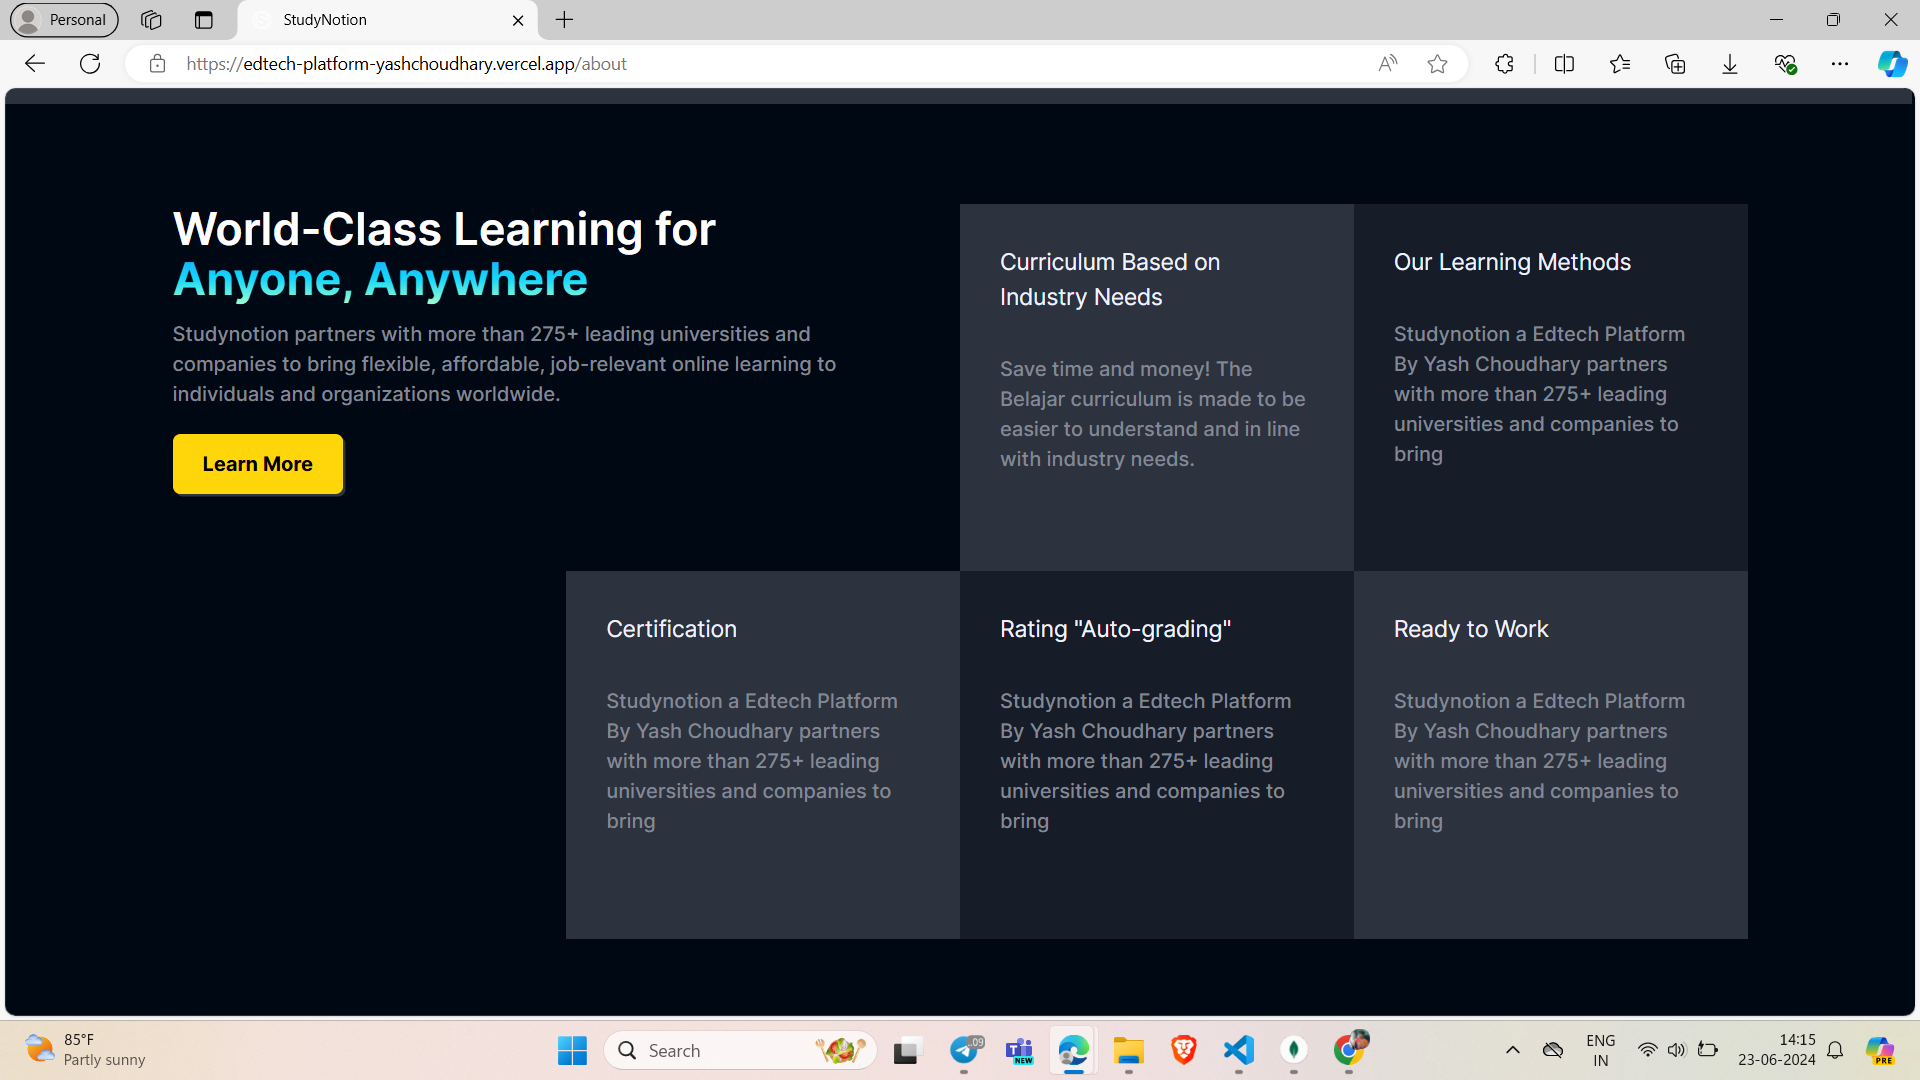 Personal
StudyNotion
https://edtech-platform-yashchoudhary.vercel.app/about
World-Class Learning for
Anyone, Anywhere
Studynotion partners with more than 275+ leading universities and
companies to bring flexible, affordable, job-relevant online learning to
individuals and organizations worldwide.
Learn More
Curriculum Based on
Industry Needs
Save time and money! The
Belajar curriculum is made to be
easier to understand and in line
with industry needs.
Our Learning Methods
Studynotion a Edtech Platform
By Yash Choudhary partners
with more than 275+ leading
universities and companies to
bring
Certification
Studynotion a Edtech Platform
By Yash Choudhary partners
with more than 275+ leading
universities and companies to
bring
Rating "Auto-grading"
Studynotion a Edtech Platform
By Yash Choudhary partners
with more than 275+ leading
universities and companies to
bring
Ready to Work
Studynotion a Edtech Platform
By Yash Choudhary partners
with more than 275+ leading
universities and companies to
bring
85°F
Partly sunny
Search
..09
NEW
ENG
IN
14:15
23-06-2024
PRE